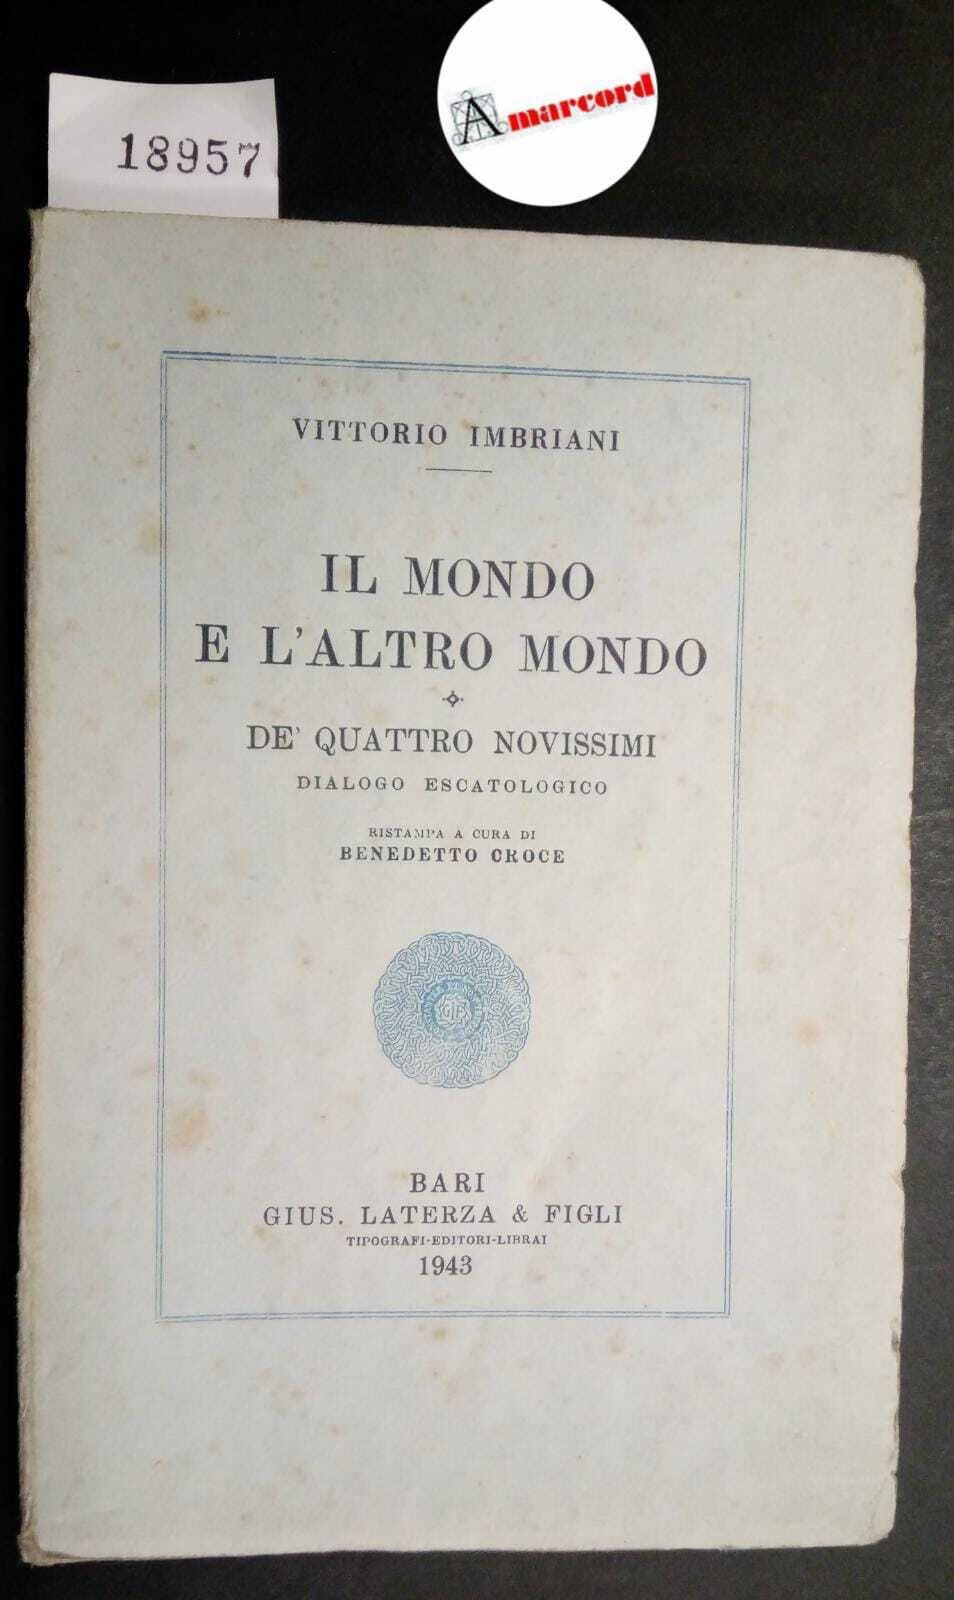 18957
Amarcord
VITTORIO IMBRIANI
IL MONDO
E L'ALTRO MONDO
DE' QUATTRO NOVISSIMI
DIALOGO ESCATOLOGICO
RISTAMPA A CURA DI
BENEDETTO CROCE
BARI
GIUS. LATERZA & FIGLI
TIPOGRAFI-EDITORI-LIBRAI
1943